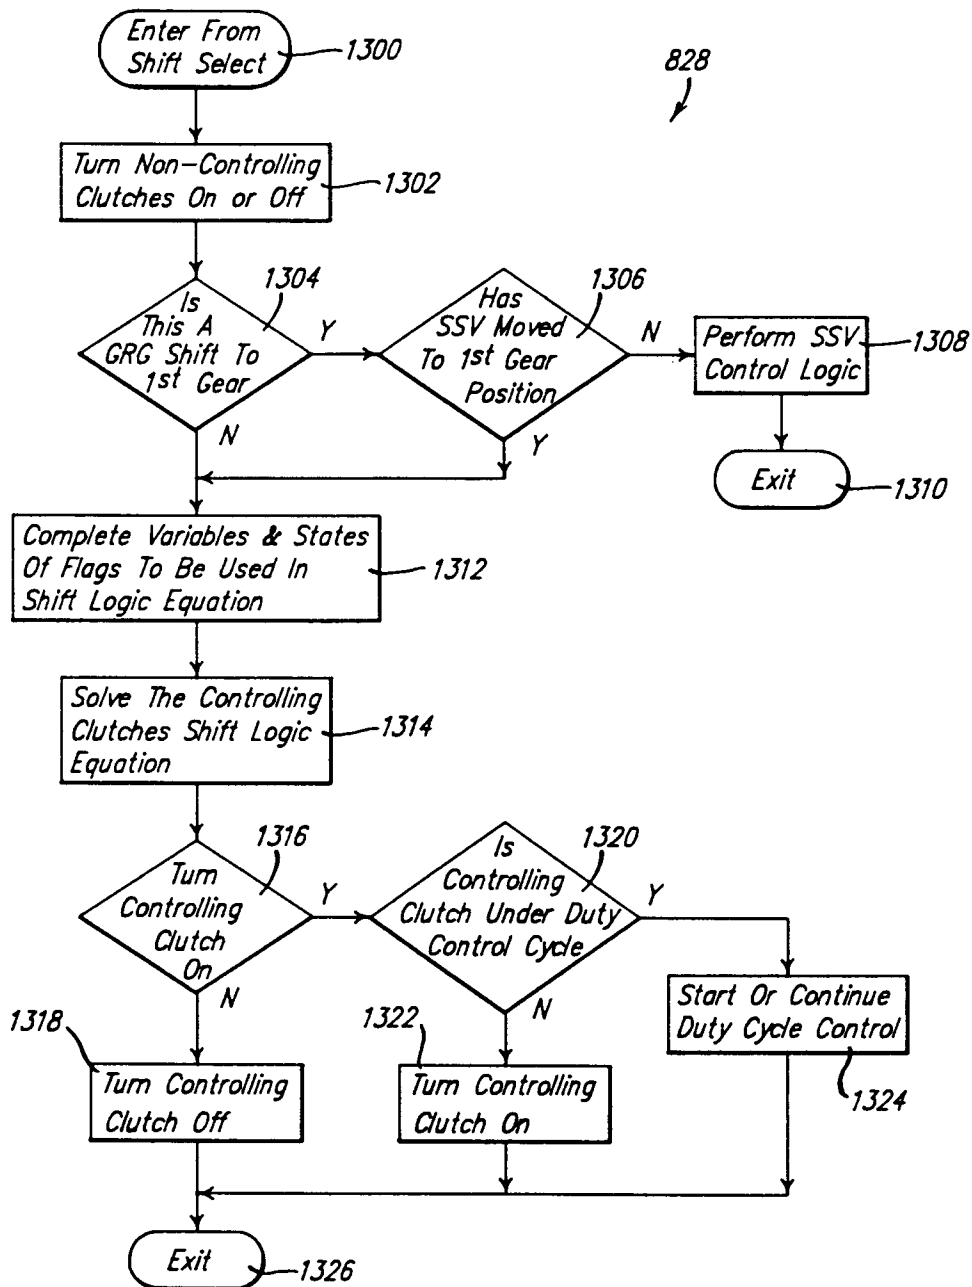 Enter From
Shift Select
1300
828
Turn Non-Controlling
Clutches On or Off
1302
Is
This A
GRG Shift To
1st Gear
1304
Y
N
Has
SSV Moved
To 1st Gear
Position
1306
N
Y
Perform SSV
Control Logic
1308
Exit
1310
Complete Variables & States
Of Flags To Be Used In
Shift Logic Equation
1312
Solve The Controlling
Clutches Shift Logic
Equation
1314
Turn
Controlling
Clutch
On
1316
Y
N
Is
Controlling
Clutch Under Duty
Control Cycle
1320
Y
N
1318
Turn Controlling
Clutch Off
1322
Turn Controlling
Clutch On
Start Or Continue
Duty Cycle Control
1324
Exit
1326